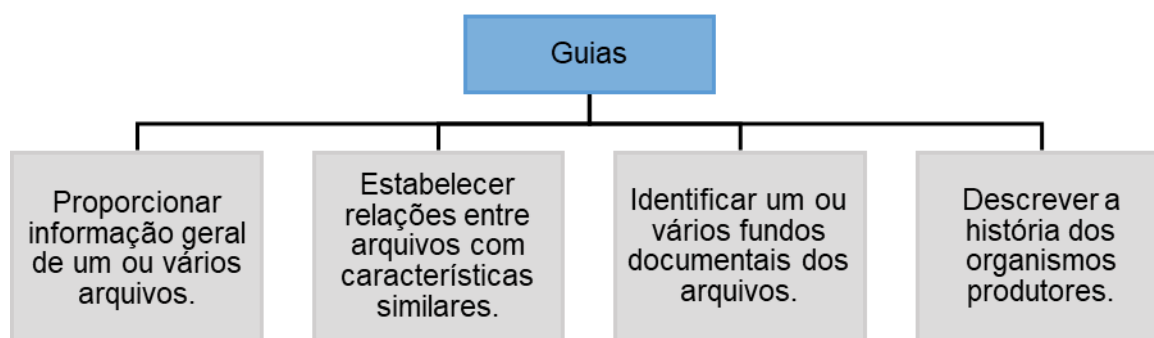 Guias
Proporcionar
informação geral
de um ou vários
arquivos.
Estabelecer
relações entre
arquivos com
características
similares.
Identificar um ou
vários fundos
documentais dos
arquivos.
Descrever a
história dos
organismos
produtores.